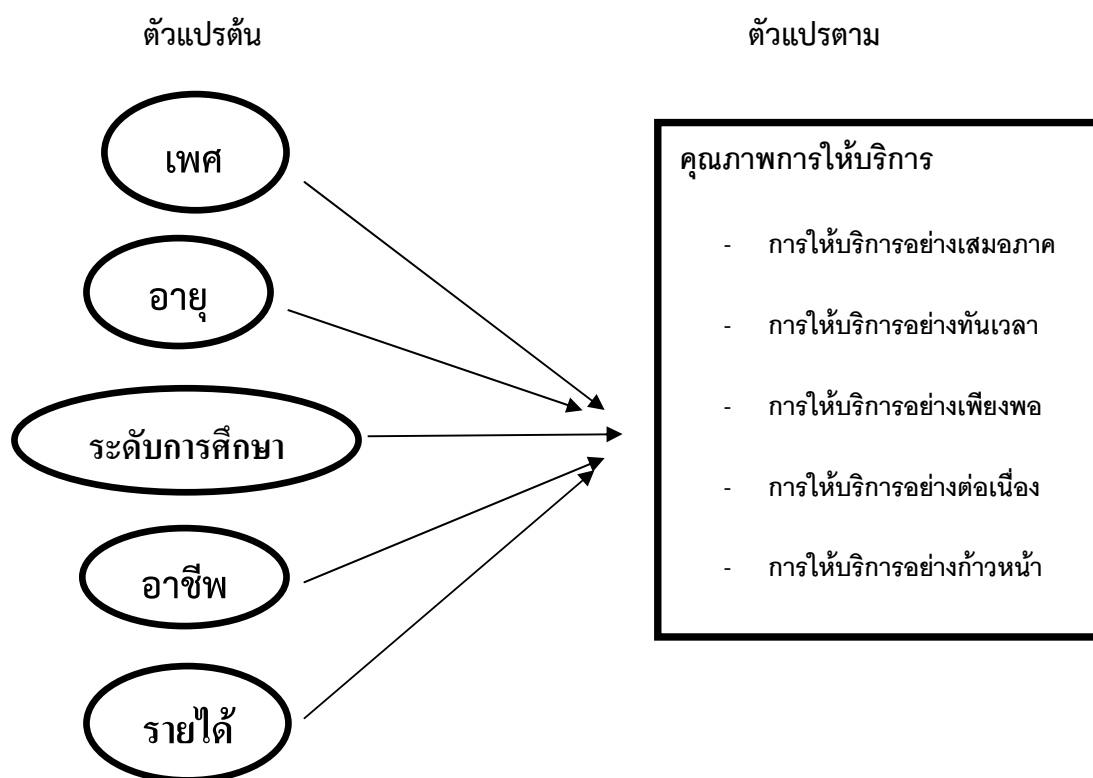 ตัวแปรต้น
ตัวแปรตาม
เพศ
อายุ
ระดับการศึกษา
อาชีพ
รายได้
คุณภาพการให้บริการ
- การให้บริการอย่างเสมอภาค
- การให้บริการอย่างทันเวลา
- การให้บริการอย่างเพียงพอ
- การให้บริการอย่างต่อเนื่อง
- การให้บริการอย่างก้าวหน้า